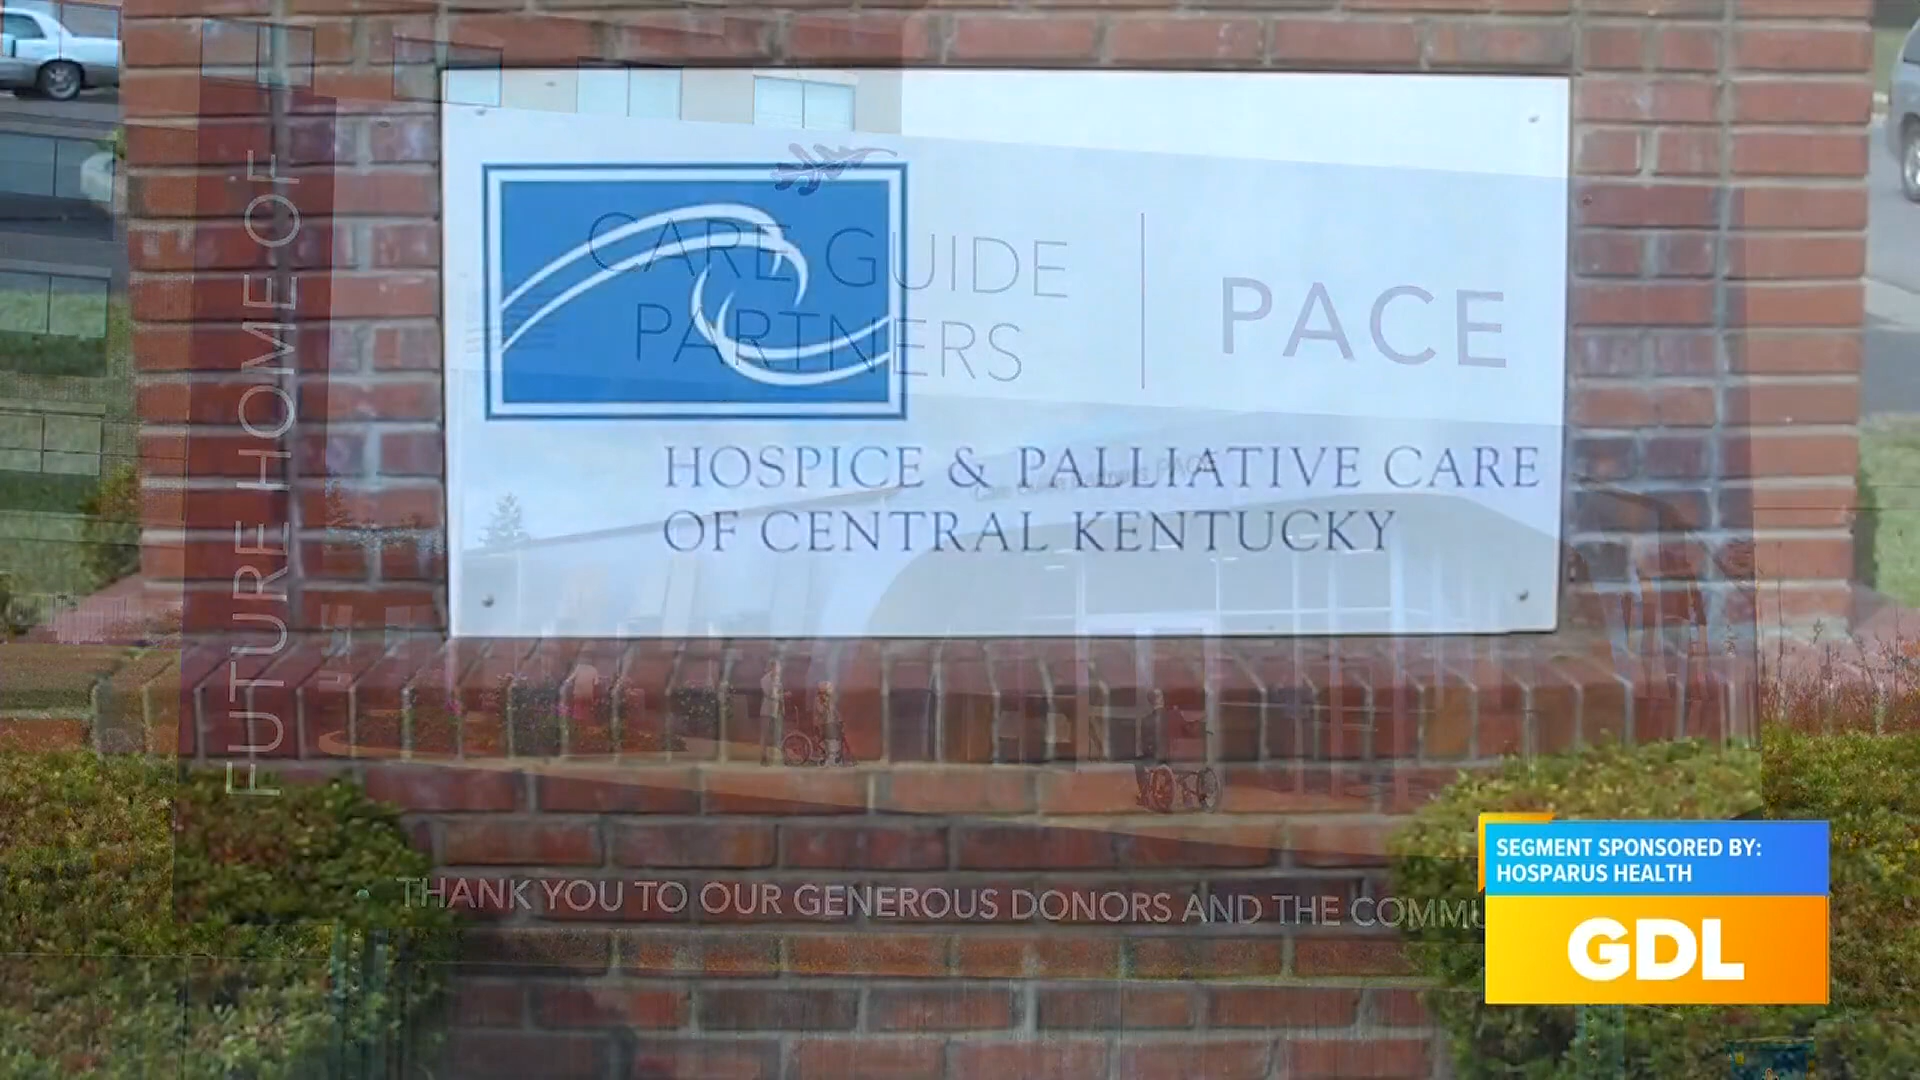 FUTURE HOME OF
CARE GUIDE
PARTNERS
PACE
HOSPICE & PALLIATIVE CARE
OF CENTRAL KENTUCKY
THANK YOU TO OUR GENEROUS DONORS AND THE
SEGMENT SPONSORED BY:
HOSPARUS HEALTH
GDL